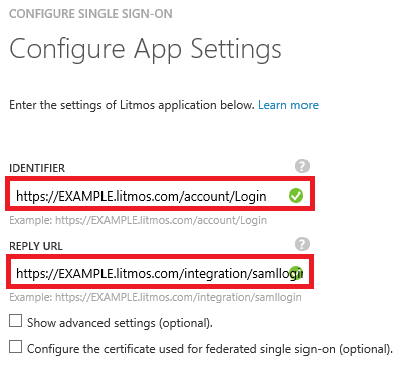 CONFIGURE SINGLE SIGN-ON
Configure App Settings
Enter the settings of Litmos application below. Learn more
IDENTIFIER ?
https://EXAMPLE.litmos.com/account/Login
Example: https://EXAMPLE.litmos.com/account/Login
REPLY URL ?
https://EXAMPLE.litmos.com/integration/samllogin
Example: https://EXAMPLE.litmos.com/integration/samllogin
Show advanced settings (optional).
Configure the certificate used for federated single sign-on (optional).